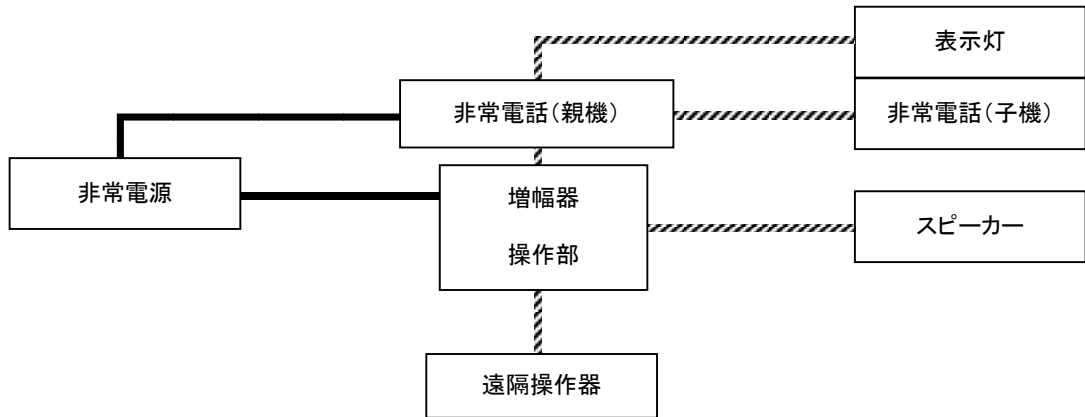 表示灯
非常電話(親機)
非常電話(子機)
非常電源
増幅器
操作部
スピーカー
遠隔操作器